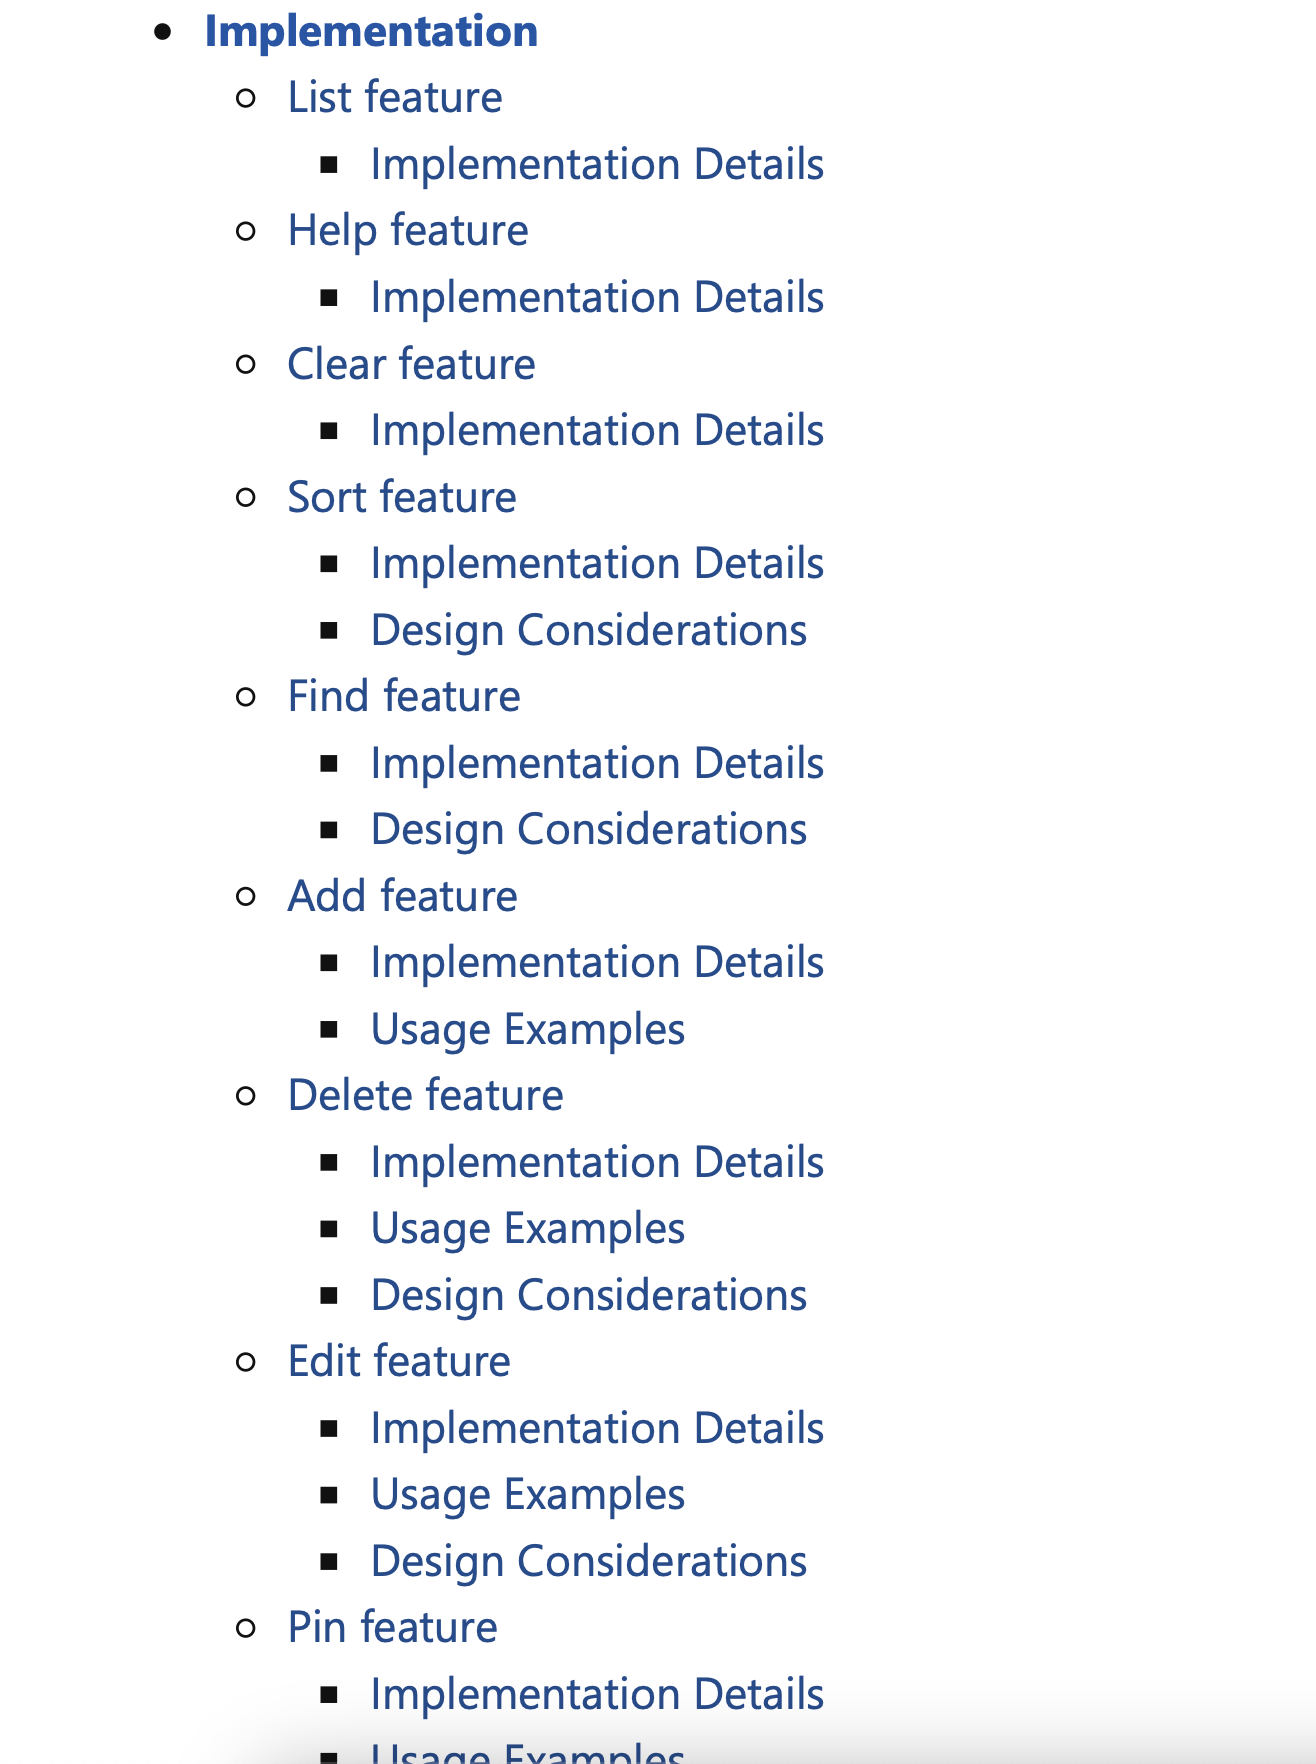 Implementation
List feature
Implementation Details
Help feature
Implementation Details
Clear feature
Implementation Details
Sort feature
Implementation Details
Design Considerations
Find feature
Implementation Details
Design Considerations
Add feature
Implementation Details
Usage Examples
Delete feature
Implementation Details
Usage Examples
Design Considerations
Edit feature
Implementation Details
Usage Examples
Design Considerations
Pin feature
Implementation Details
Usage Examples